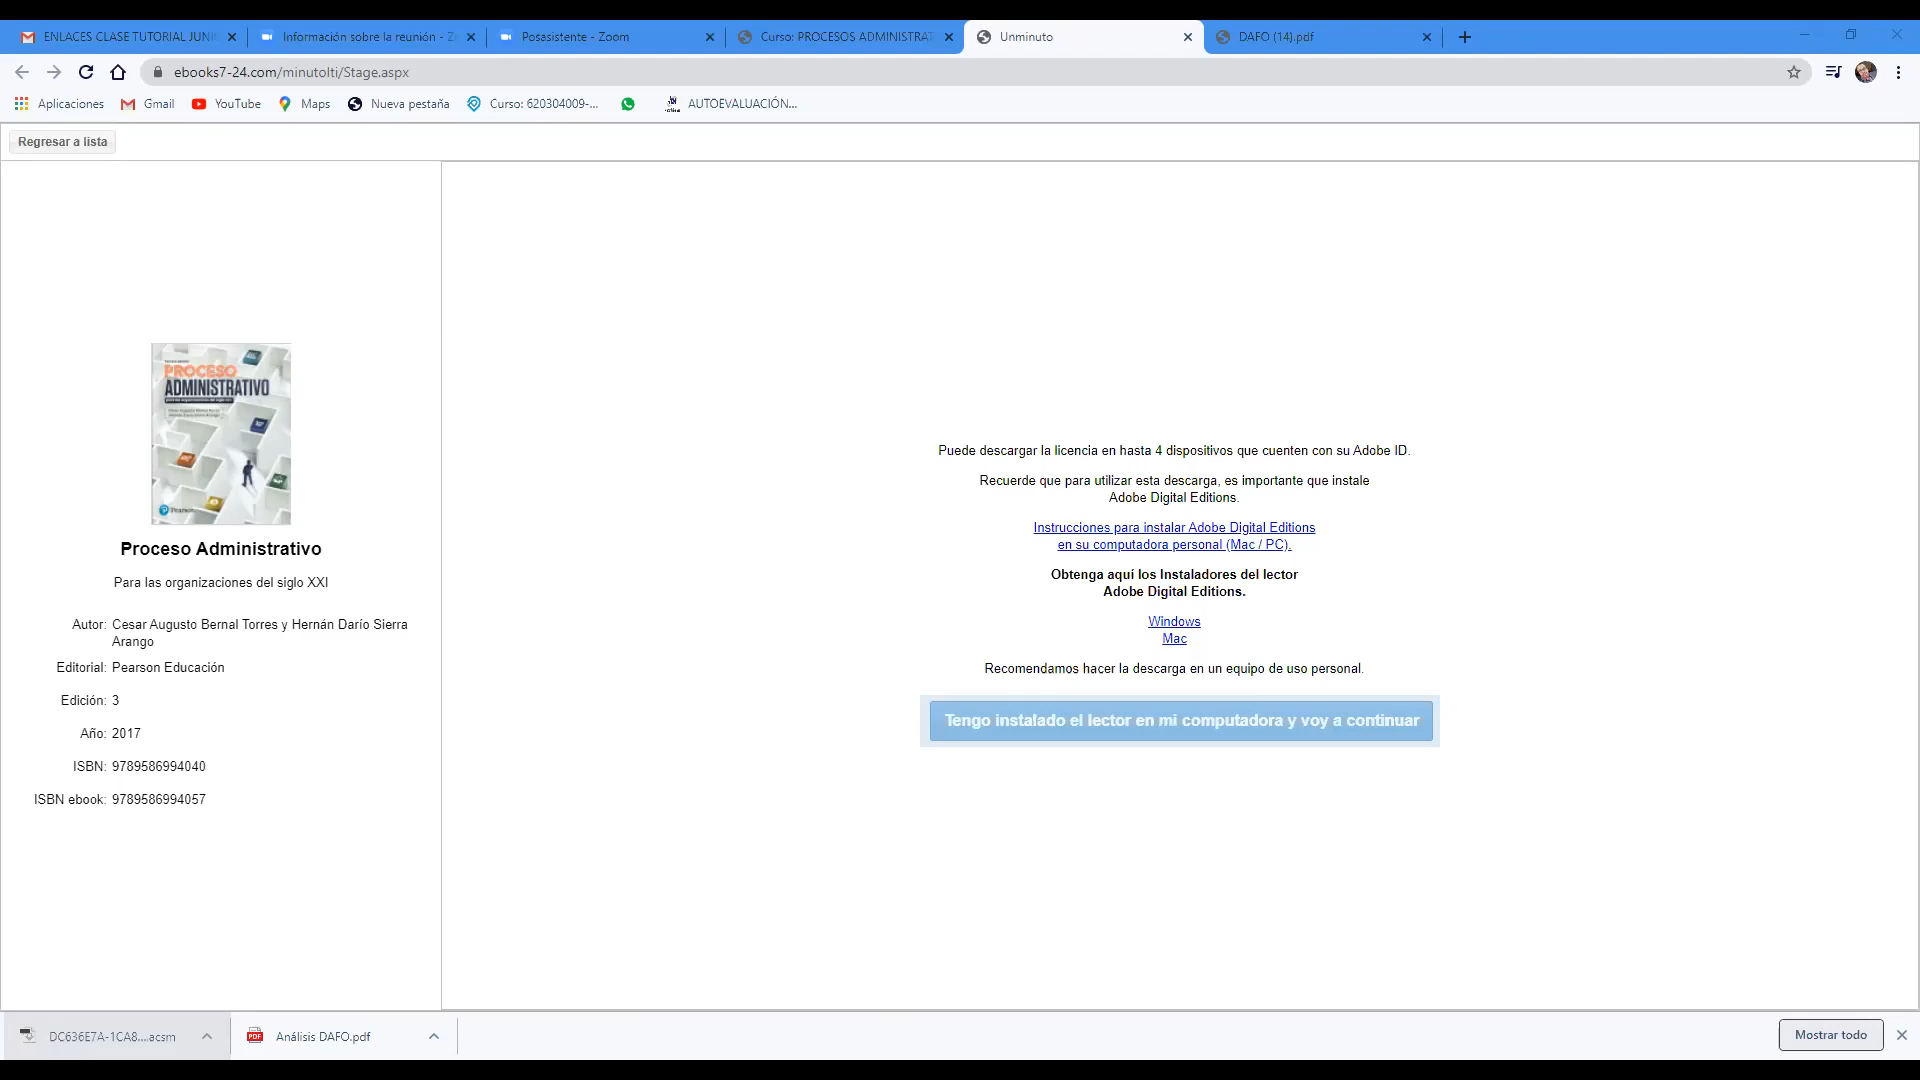 ENLACES CLASE TUTORIAL JUNI
Información sobre la reunión - Z
Posasistente - Zoom
Curso: PROCESOS ADMINISTRAT
Unminuto
DAFO (14).pdf
ebooks7-24.com/minutolti/Stage.aspx
Aplicaciones
Gmail
YouTube
Maps
Nueva pestaña
Curso: 620304009-...
AUTOEVALUACIÓN...
Regresar a lista
PROCESO
ADMINISTRATIVO
Pearson
Proceso Administrativo
Para las organizaciones del siglo XXI
Autor: Cesar Augusto Bernal Torres y Hernán Darío Sierra
Arango
Editorial: Pearson Educación
Edición: 3
Año: 2017
ISBN: 9789586994040
ISBN ebook: 9789586994057
Puede descargar la licencia en hasta 4 dispositivos que cuenten con su Adobe ID.
Recuerde que para utilizar esta descarga, es importante que instale
Adobe Digital Editions.
Instrucciones para instalar Adobe Digital Editions
en su computadora personal (Mac / PC).
Obtenga aquí los Instaladores del lector
Adobe Digital Editions.
Windows
Mac
Recomendamos hacer la descarga en un equipo de uso personal.
Tengo instalado el lector en mi computadora y voy a continuar
DC636E7A-1CA8....acsm
PDF
Análisis DAFO.pdf
Mostrar todo